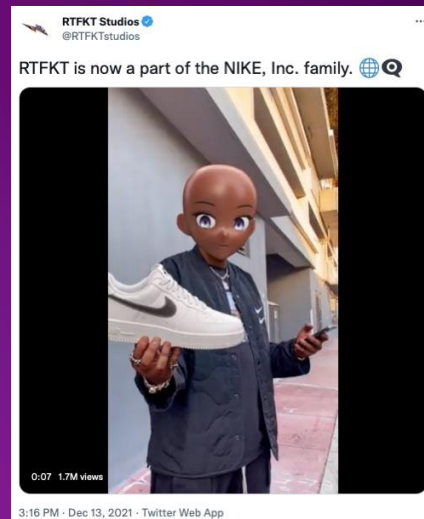 RTFKT Studios
@RTFKTstudios
RTFKT is now a part of the NIKE, Inc. family. 🌐🗨
0:07 1.7M views
3:16 PM · Dec 13, 2021 · Twitter Web App